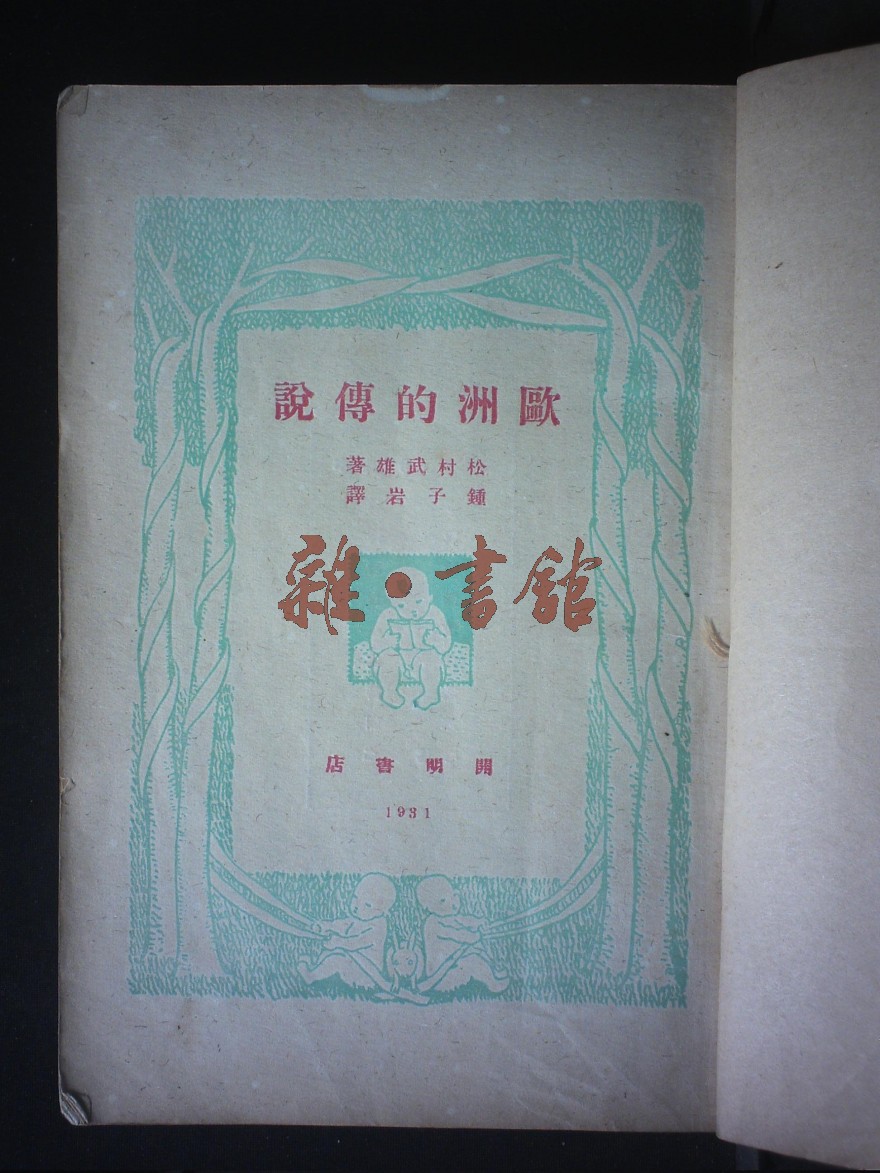 歐洲的傳說
松村武雄著
鍾子岩譯
雜·書館
開明書店
1931